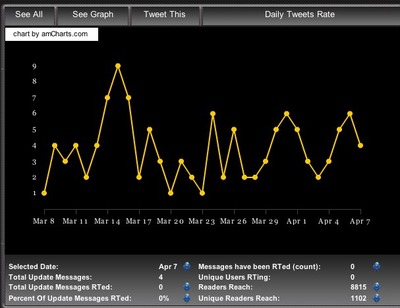 See All See Graph Tweet This Daily Tweets Rate
chart by amCharts.com
9
8
7
6
5
4
3
2
1
Mar 8 Mar 11 Mar 14 Mar 17 Mar 20 Mar 23 Mar 26 Mar 29 Apr 1 Apr 4 Apr 7
Selected Date: Apr 7 Messages have been RTed (count): 0
Total Update Messages: 4 Unique Users RTing: 0
Total Update Messages RTed: 0 Readers Reach: 8815
Percent Of Update Messages RTed: 0% Unique Readers Reach: 1102